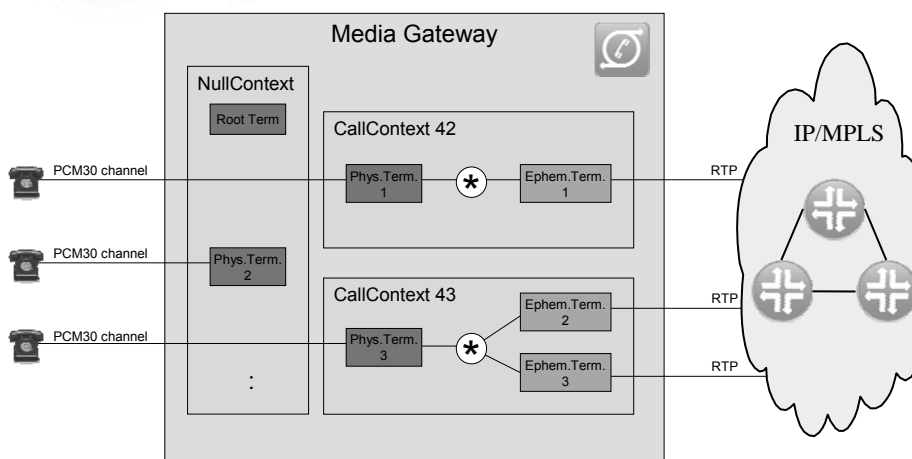 Media Gateway
NullContext
Root Term
CallContext 42
IP/MPLS
PCM30 channel
Phys.Term.
1
*
Ephem.Term.
1
RTP
PCM30 channel
Phys.Term.
2
CallContext 43
PCM30 channel
Phys.Term.
3
*
Ephem.Term.
2
RTP
Ephem.Term.
3
RTP
: